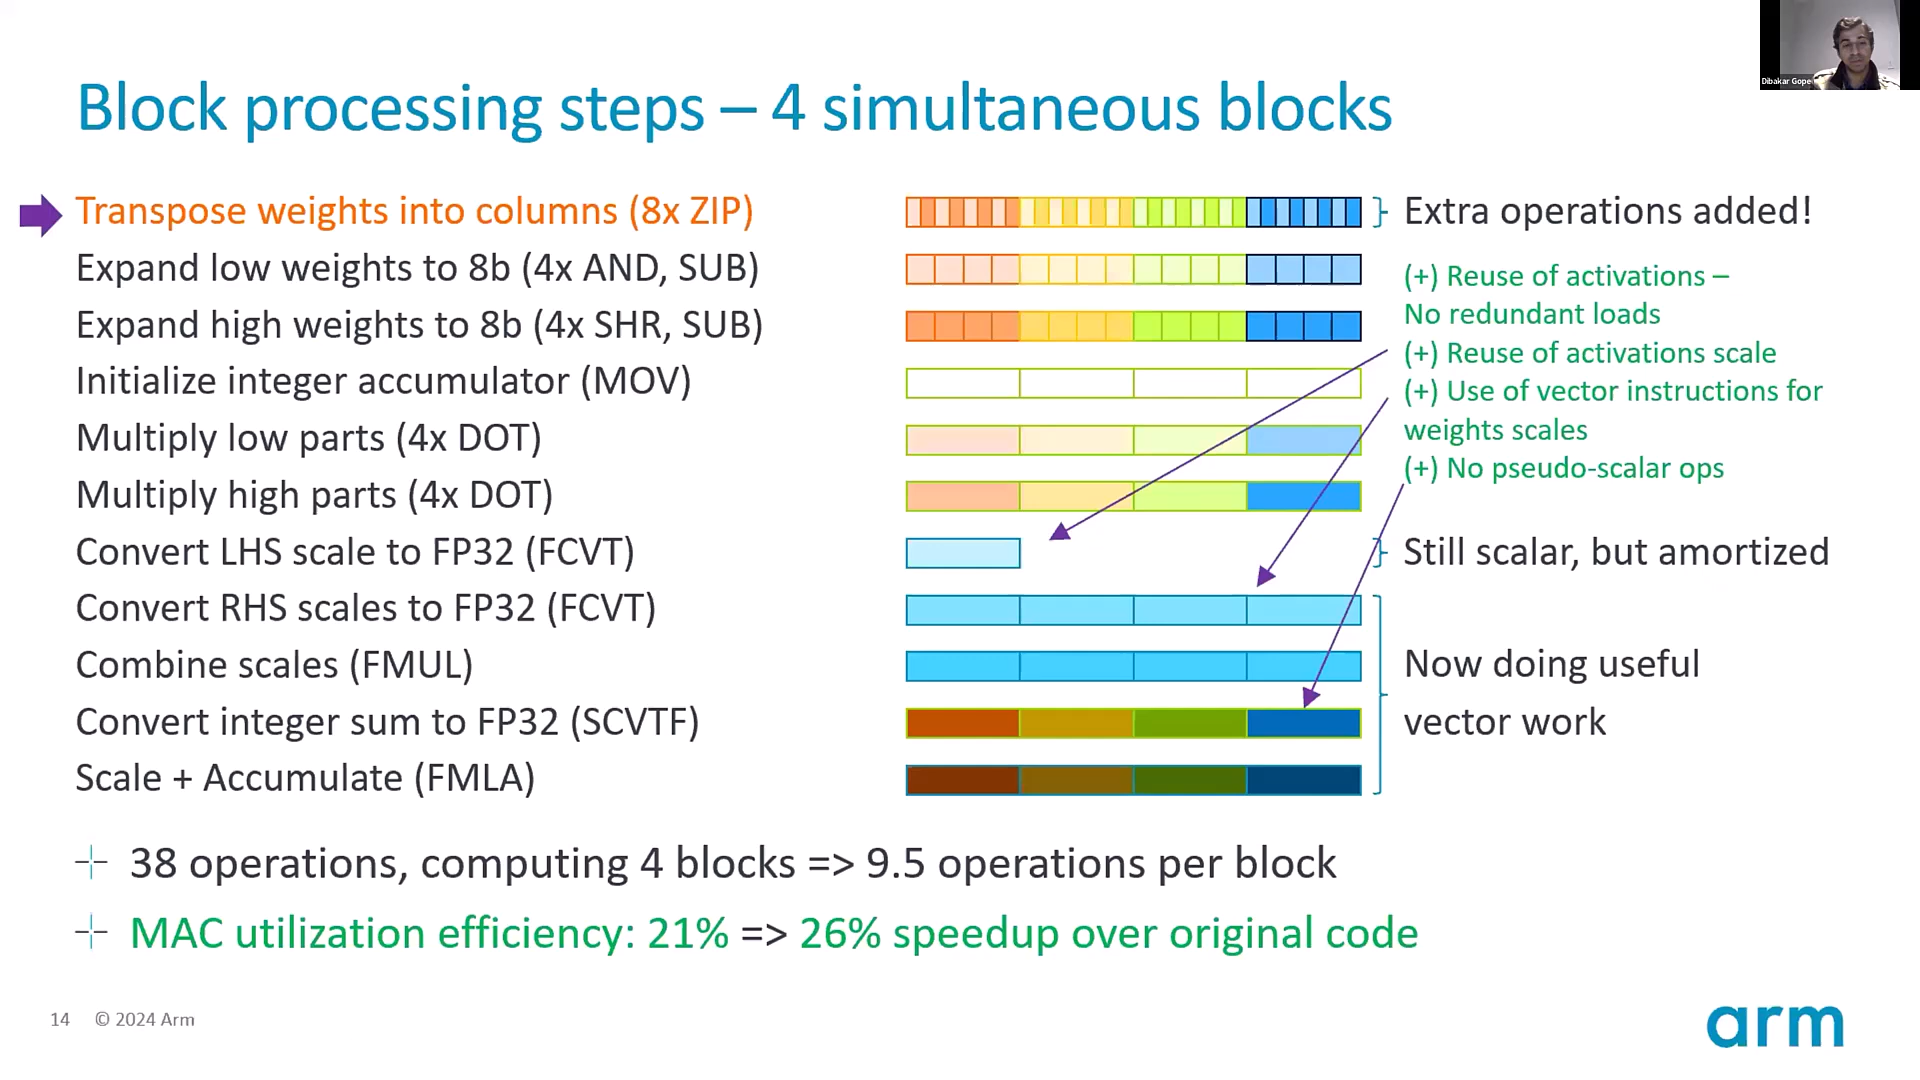 Dibakar Gope
Block processing steps – 4 simultaneous blocks
Transpose weights into columns (8x ZIP)
Extra operations added!
Expand low weights to 8b (4x AND, SUB)
(+) Reuse of activations –
No redundant loads
Expand high weights to 8b (4x SHR, SUB)
(+) Reuse of activations scale
Initialize integer accumulator (MOV)
(+) Use of vector instructions for
weights scales
Multiply low parts (4x DOT)
(+) No pseudo-scalar ops
Multiply high parts (4x DOT)
Convert LHS scale to FP32 (FCVT)
Still scalar, but amortized
Convert RHS scales to FP32 (FCVT)
Combine scales (FMUL)
Now doing useful
vector work
Convert integer sum to FP32 (SCVTF)
Scale + Accumulate (FMLA)
38 operations, computing 4 blocks => 9.5 operations per block
MAC utilization efficiency: 21% => 26% speedup over original code
14 © 2024 Arm
arm